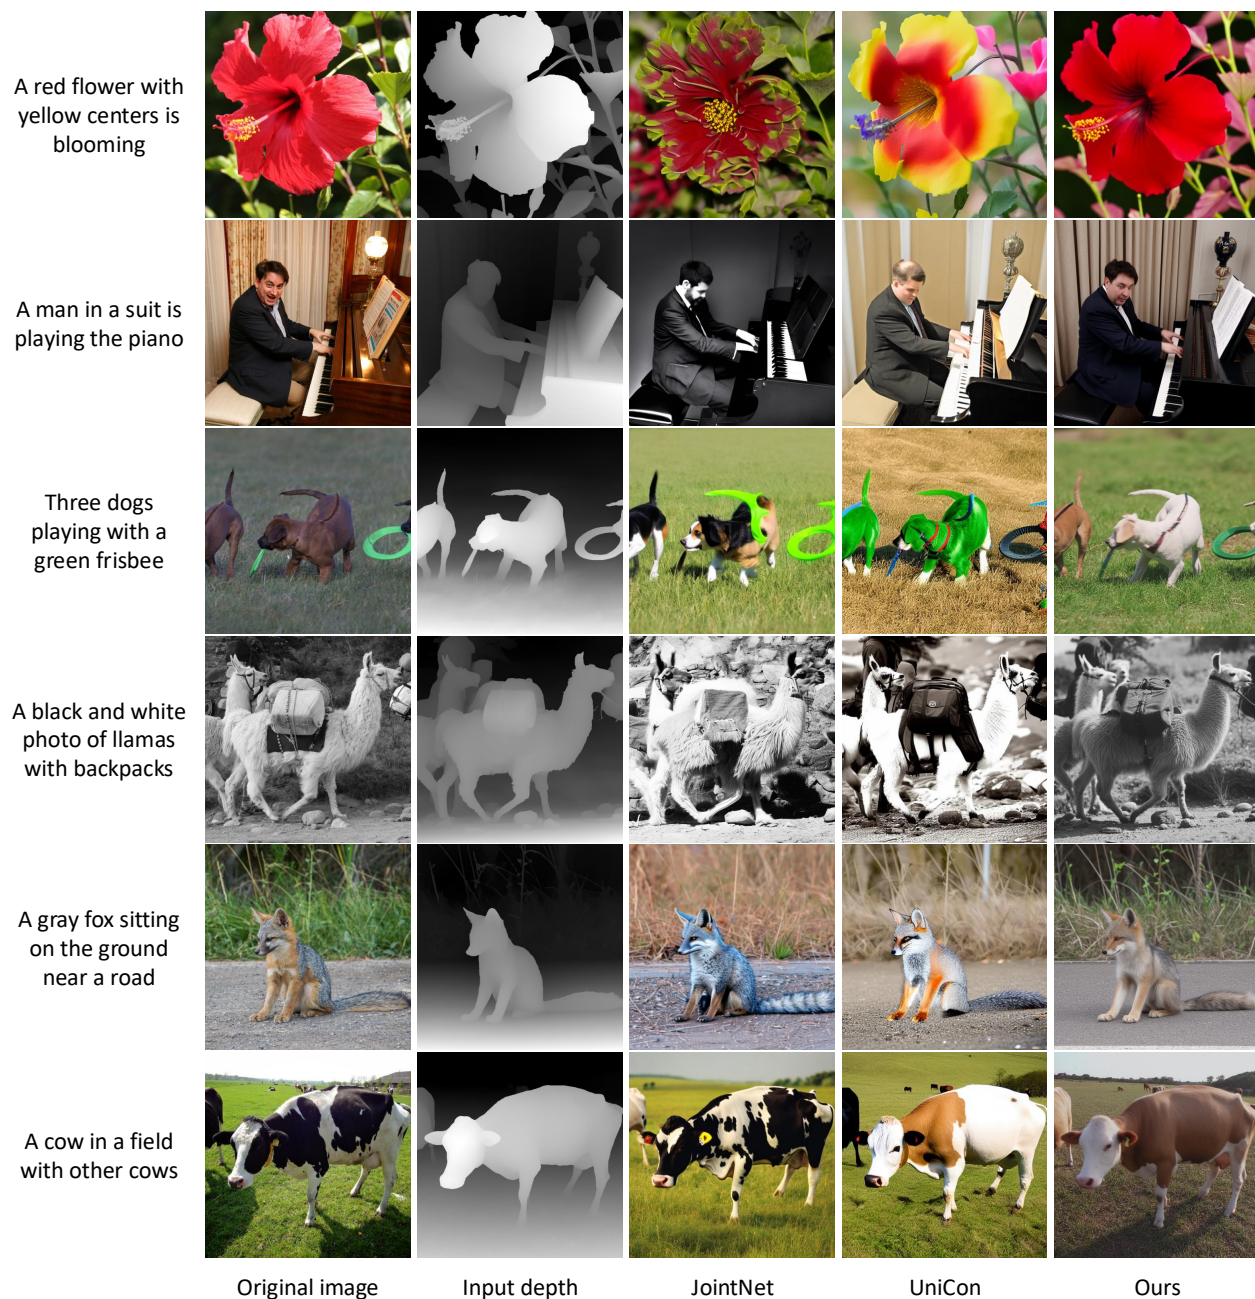 A red flower with
yellow centers is
blooming
A man in a suit is
playing the piano
Three dogs
playing with a
green frisbee
A black and white
photo of llamas
with backpacks
A gray fox sitting
on the ground
near a road
A cow in a field
with other cows
Original image
Input depth
JointNet
UniCon
Ours